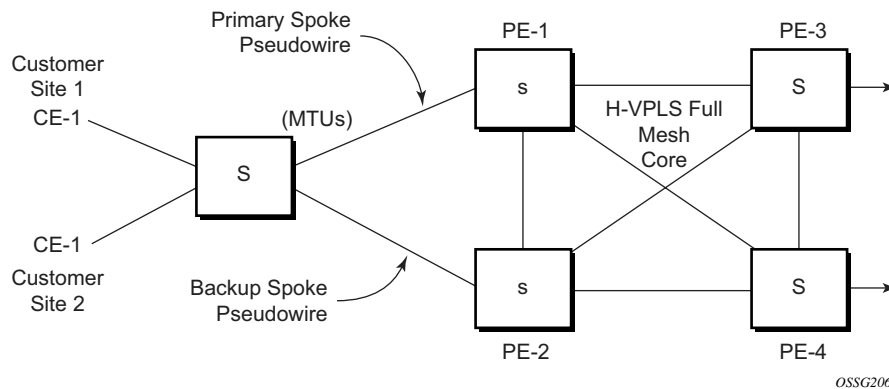 Primary Spoke
Pseudowire
PE-1
PE-3
Customer
Site 1
CE-1
(MTUs)
s
S
H-VPLS Full
Mesh
Core
S
CE-1
Customer
Site 2
Backup Spoke
Pseudowire
s
S
PE-2
PE-4
OSSG206